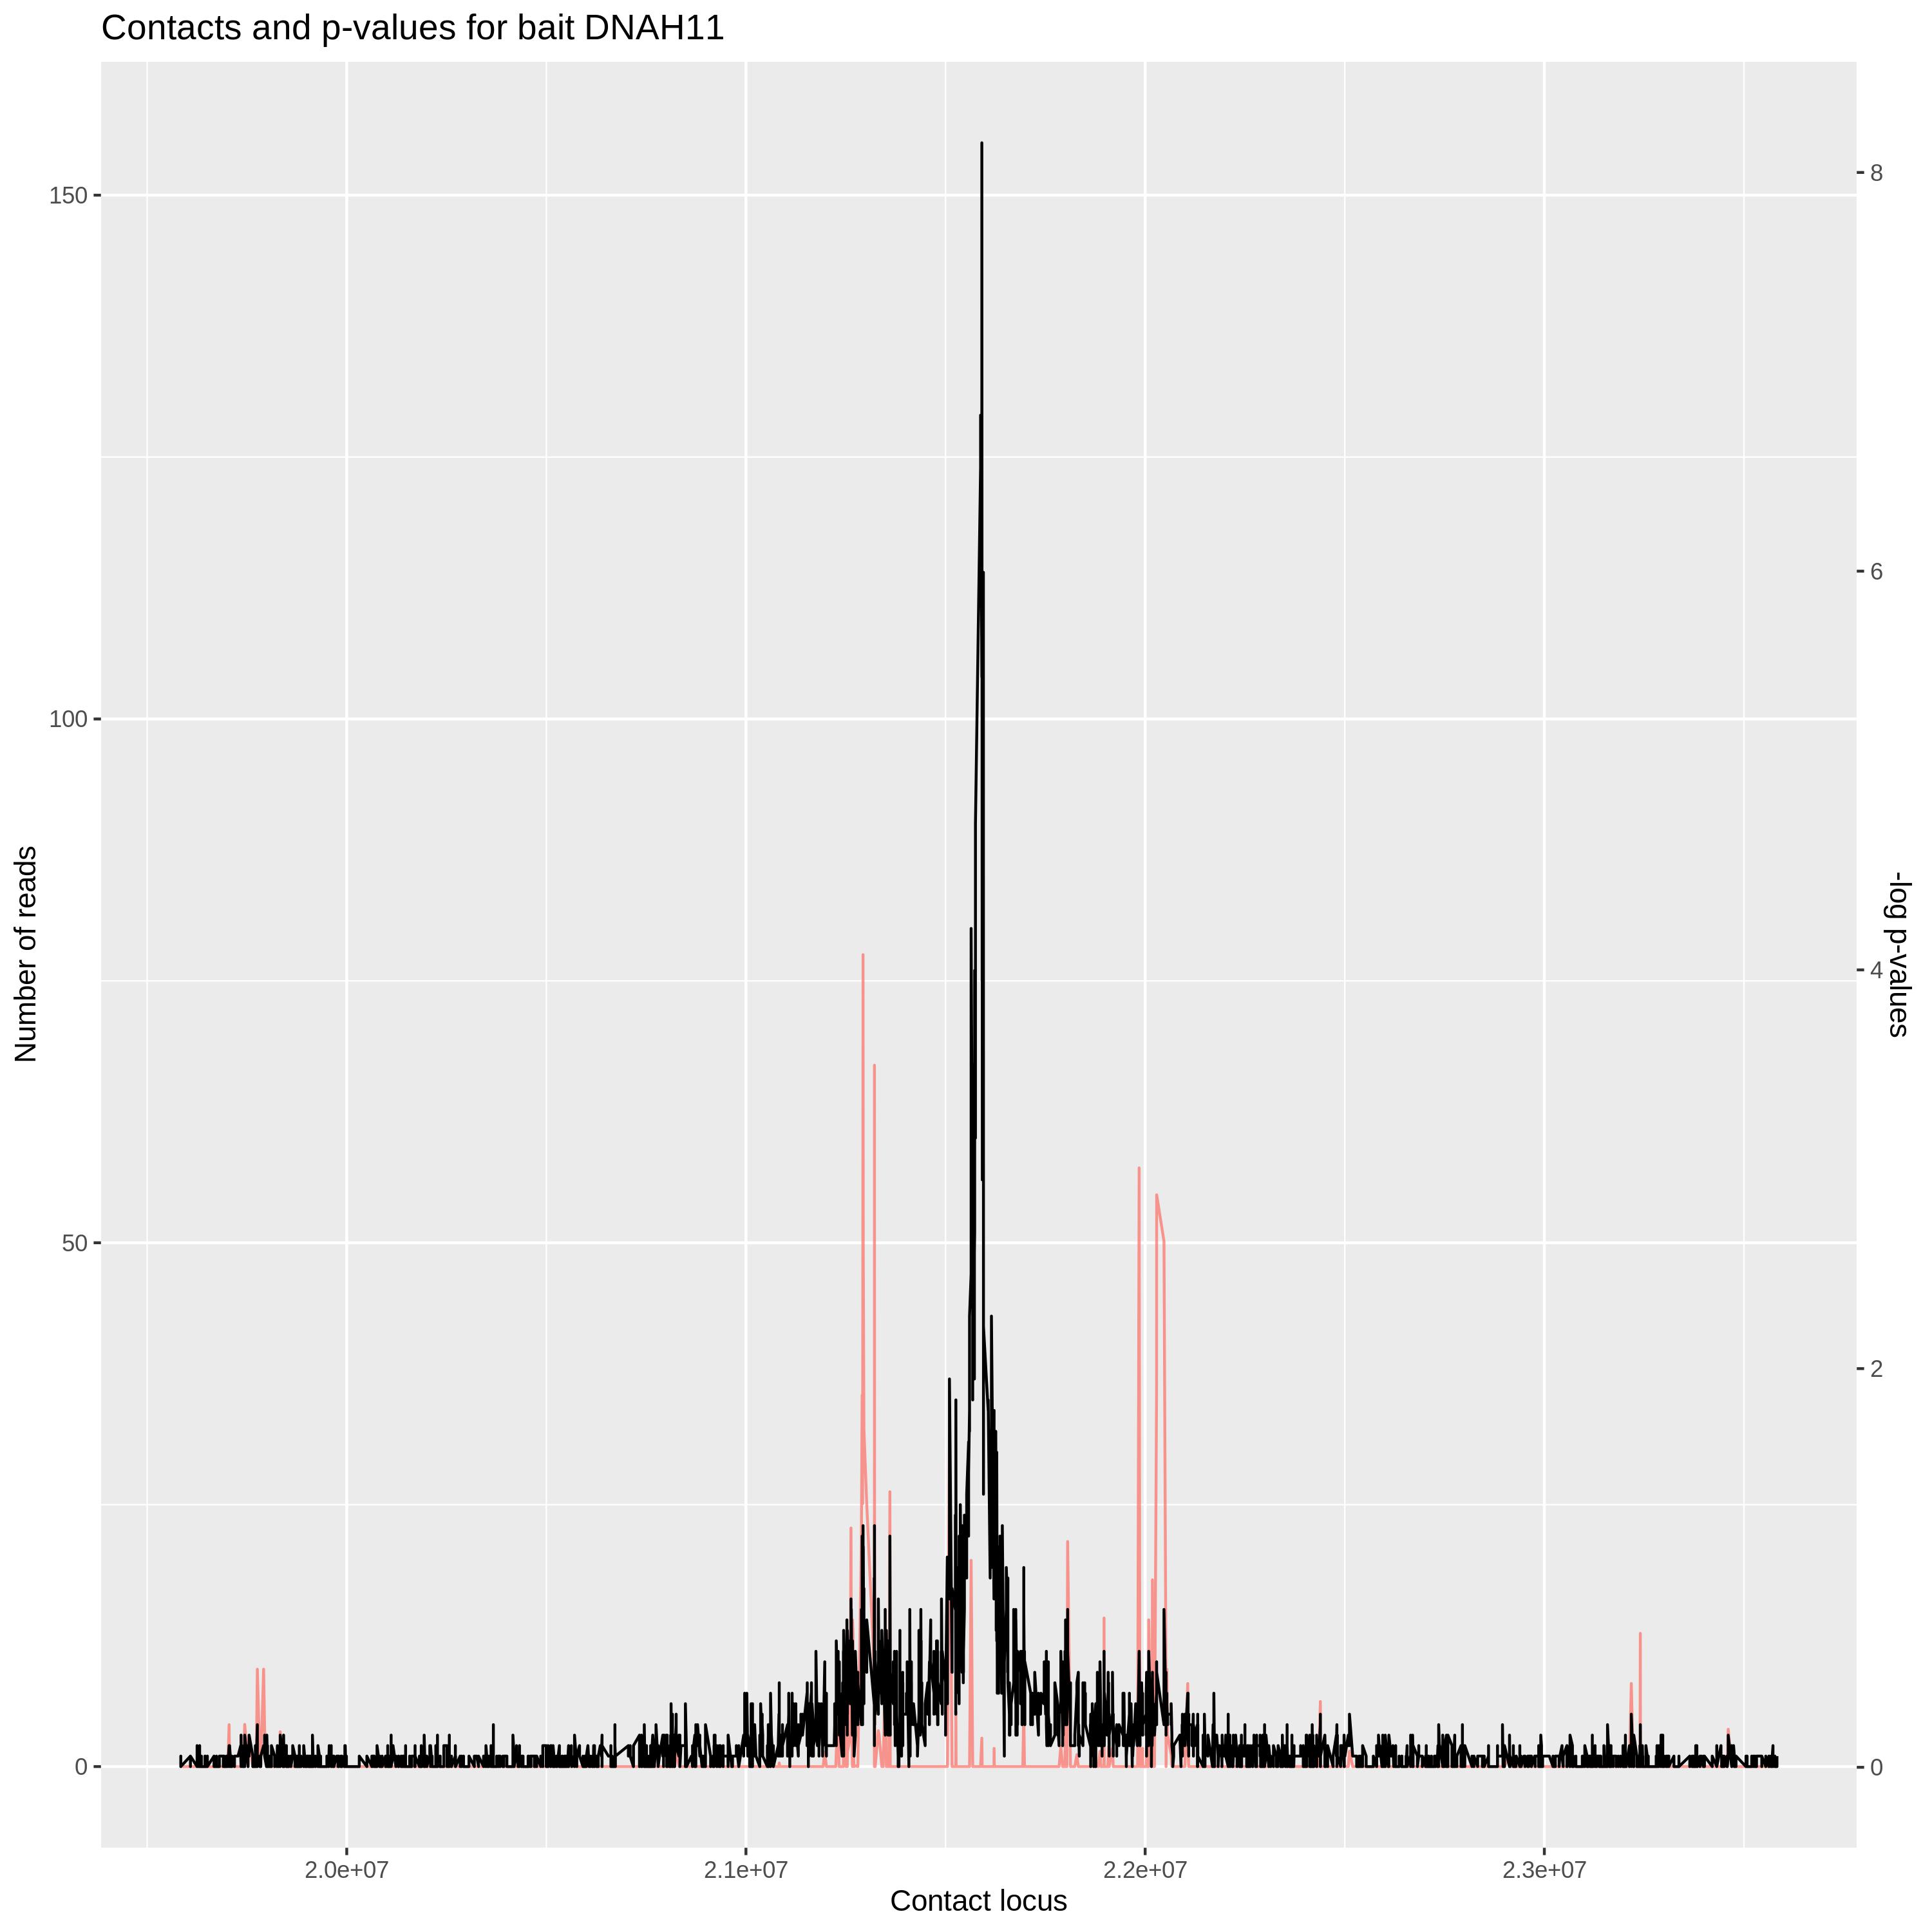 Contacts and p-values for bait DNAH11
150
100
50
0
Number of reads
8
6
4
2
0
-log p-values
2.0e+07
2.1e+07
2.2e+07
2.3e+07
Contact locus